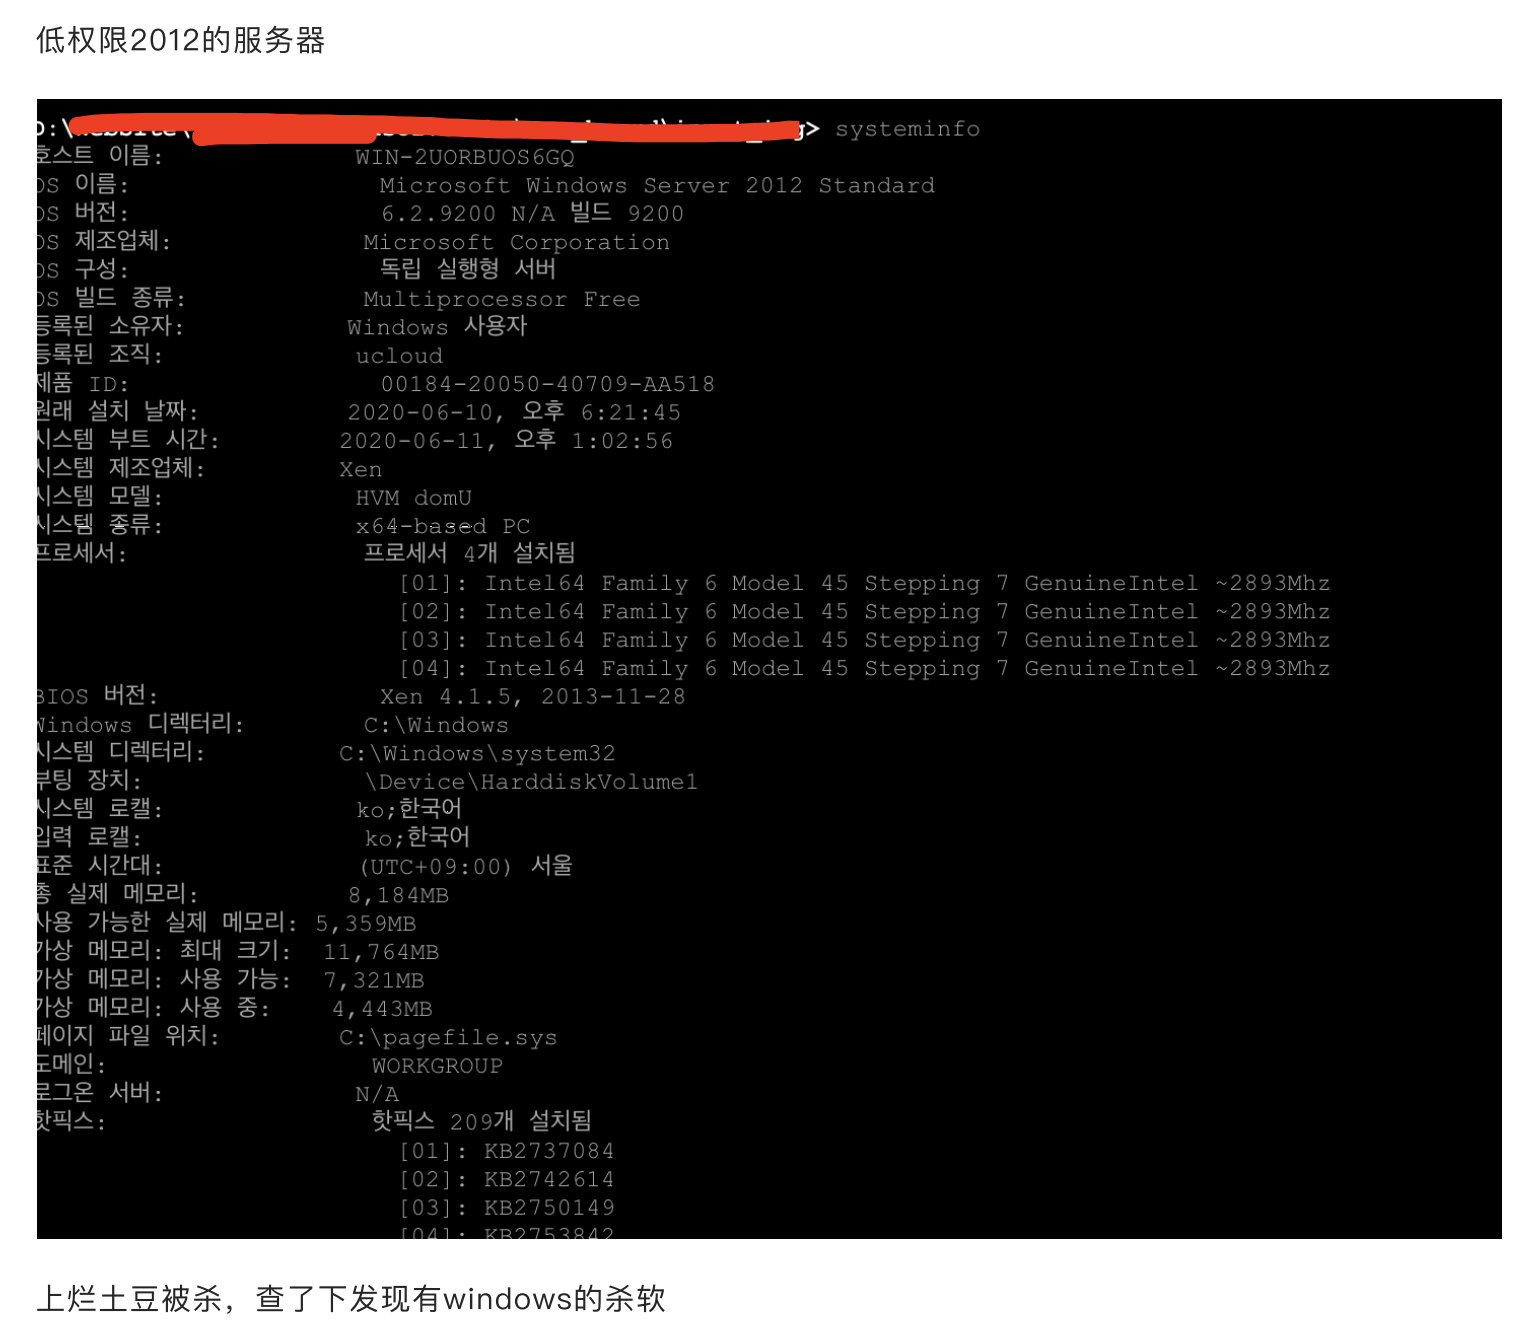 低权限2012的服务器
> systeminfo
호스트 이름: WIN-2UORBUOS6GQ
OS 이름: Microsoft Windows Server 2012 Standard
OS 버전: 6.2.9200 N/A 빌드 9200
OS 제조업체: Microsoft Corporation
OS 구성: 독립 실행형 서버
OS 빌드 종류: Multiprocessor Free
등록된 소유자: Windows 사용자
등록된 조직: ucloud
제품 ID: 00184-20050-40709-AA518
원래 설치 날짜: 2020-06-10, 오후 6:21:45
시스템 부트 시간: 2020-06-11, 오후 1:02:56
시스템 제조업체: Xen
시스템 모델: HVM domU
시스템 종류: x64-based PC
프로세서: 프로세서 4개 설치됨
[01]: Intel64 Family 6 Model 45 Stepping 7 GenuineIntel ~2893Mhz
[02]: Intel64 Family 6 Model 45 Stepping 7 GenuineIntel ~2893Mhz
[03]: Intel64 Family 6 Model 45 Stepping 7 GenuineIntel ~2893Mhz
[04]: Intel64 Family 6 Model 45 Stepping 7 GenuineIntel ~2893Mhz
BIOS 버전: Xen 4.1.5, 2013-11-28
Windows 디렉터리: C:\Windows
시스템 디렉터리: C:\Windows\system32
부팅 장치: \Device\HarddiskVolume1
시스템 로캘: ko;한국어
입력 로캘: ko;한국어
표준 시간대: (UTC+09:00) 서울
총 실제 메모리: 8,184MB
사용 가능한 실제 메모리: 5,359MB
가상 메모리: 최대 크기: 11,764MB
가상 메모리: 사용 가능: 7,321MB
가상 메모리: 사용 중: 4,443MB
페이지 파일 위치: C:\pagefile.sys
도메인: WORKGROUP
로그온 서버: N/A
핫픽스: 핫픽스 209개 설치됨
[01]: KB2737084
[02]: KB2742614
[03]: KB2750149
[04]: KB2753842
上烂土豆被杀，查了下发现有windows的杀软